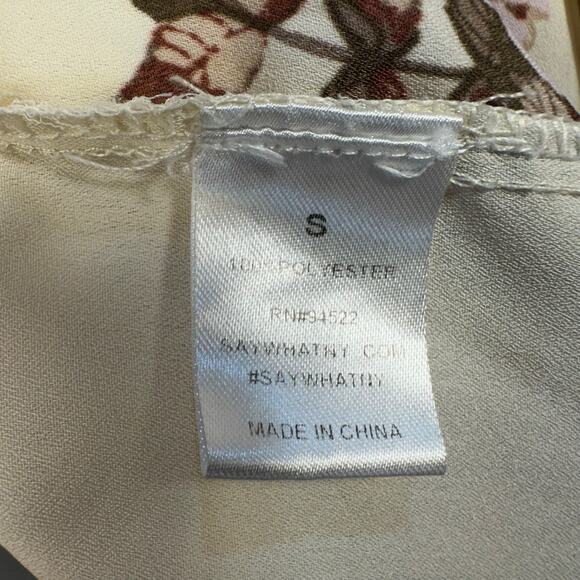 S
100% POLYESTER
RN#94522
SAYWHATNY.COM
#SAYWHATNY
MADE IN CHINA